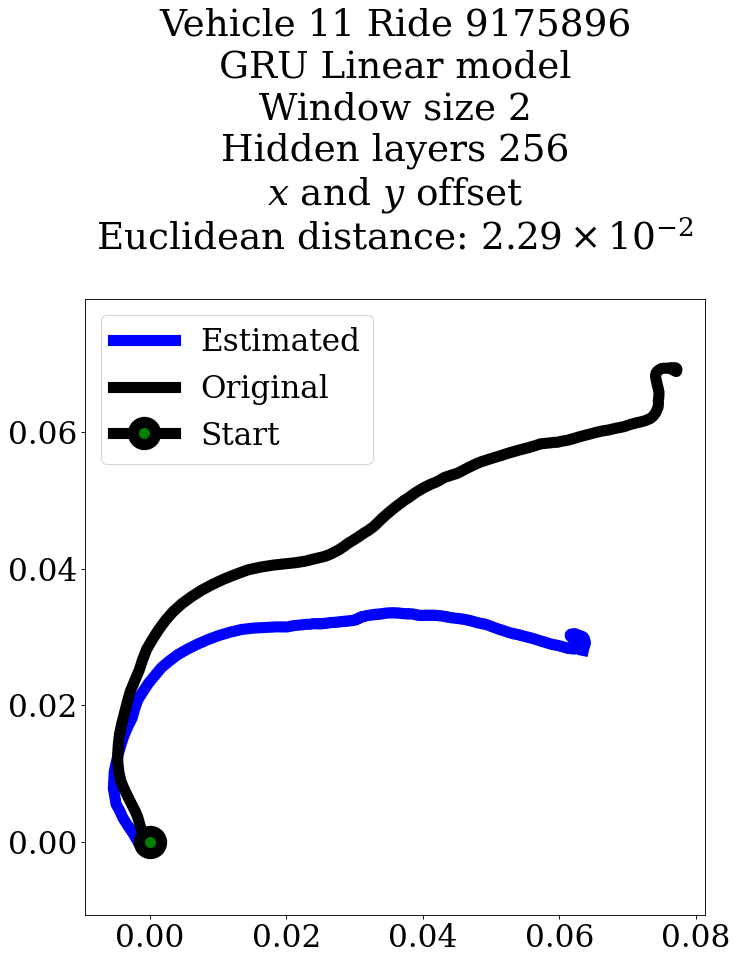 Vehicle 11 Ride 9175896
GRU Linear model
Window size 2
Hidden layers 256
x and y offset
Euclidean distance: 2.29 × 10⁻²
Estimated
Original
Start
0.06
0.04
0.02
0.00
0.00 0.02 0.04 0.06 0.08